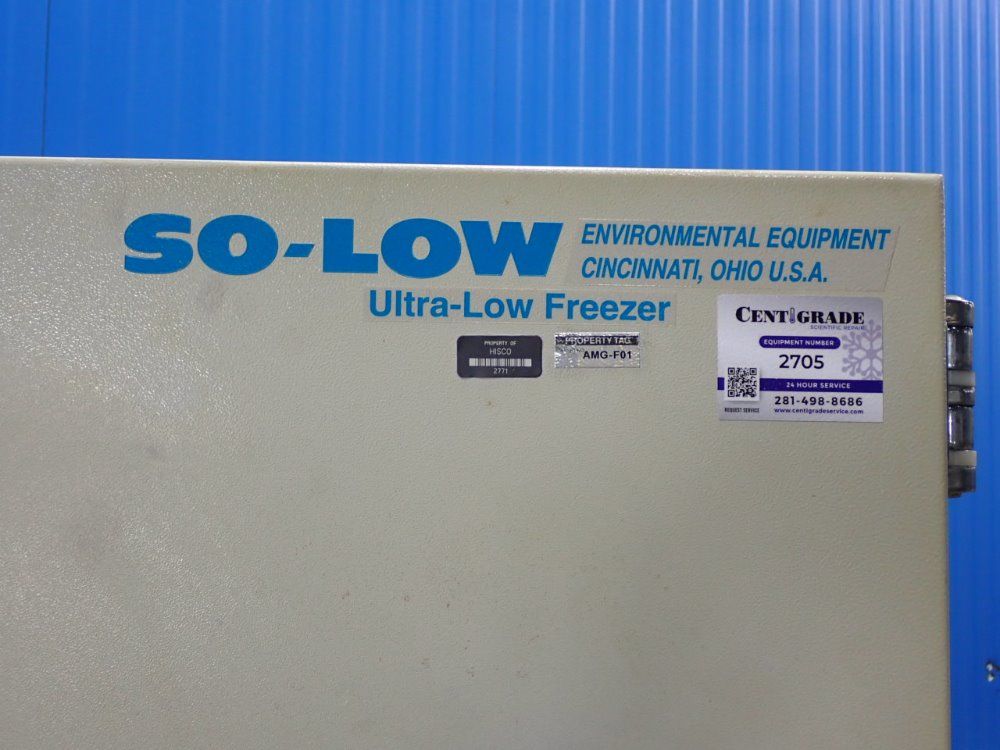 SO-LOW
ENVIRONMENTAL EQUIPMENT
CINCINNATI, OHIO U.S.A.
Ultra-Low Freezer
PROPERTY OF
HISCO
2771
PROPERTY TAG
AMG-F01
CENTIGRADE
SCIENTIFIC REPAIR
EQUIPMENT NUMBER
2705
24 HOUR SERVICE
281-498-8686
REQUEST SERVICE
www.centigradeservice.com